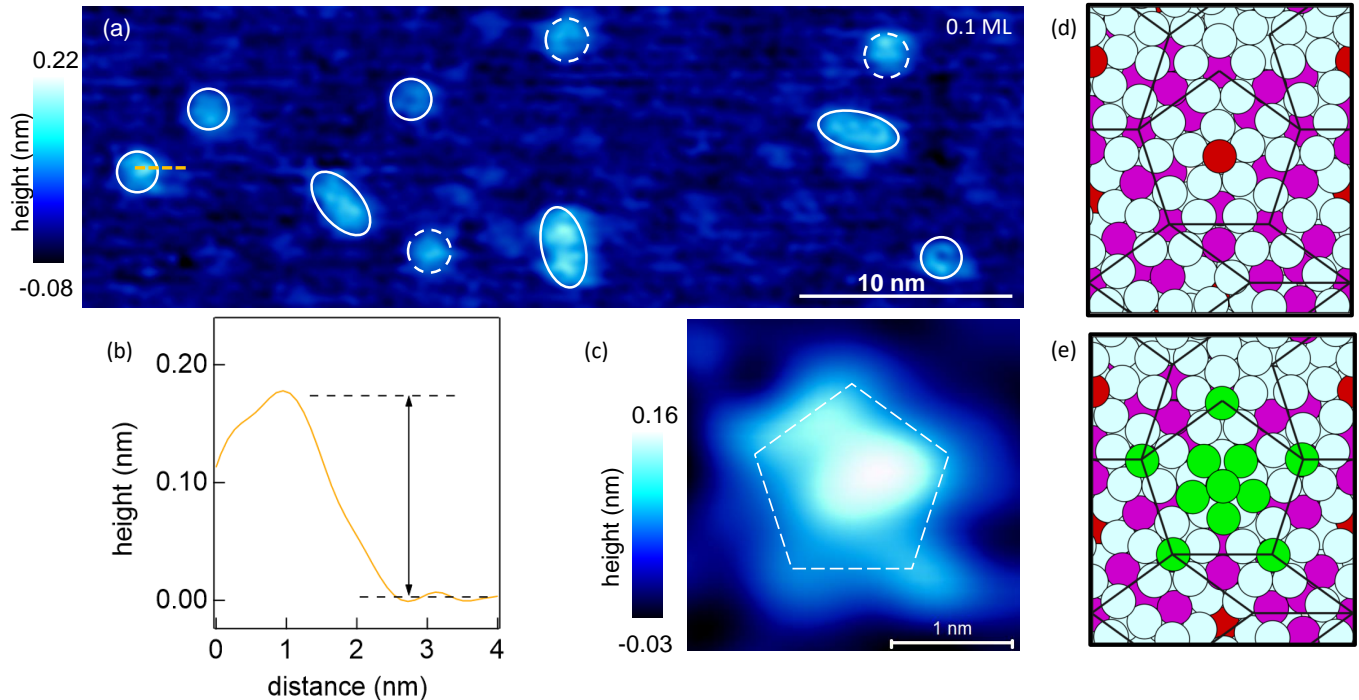 (a)
0.1 ML
0.22
height (nm)
-0.08
10 nm
(b)
0.20
0.10
0.00
height (nm)
0
1
2
3
4
distance (nm)
(c)
0.16
height (nm)
-0.03
1 nm
(d)
(e)